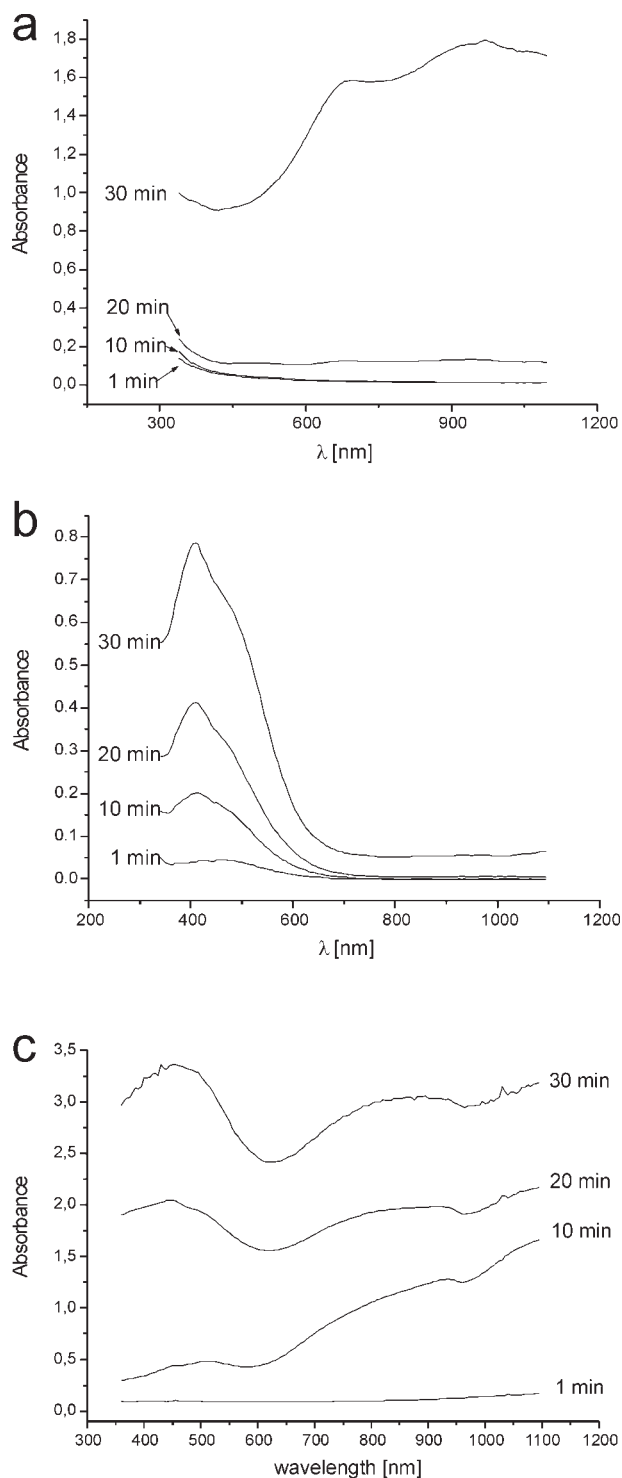 a
1,8
1,6
1,4
1,2
1,0
0,8
0,6
0,4
0,2
0,0
Absorbance
30 min
20 min
10 min
1 min
300 600 900 1200
λ [nm]
b
0.8
0.7
0.6
0.5
0.4
0.3
0.2
0.1
0.0
Absorbance
30 min
20 min
10 min
1 min
200 400 600 800 1000 1200
λ [nm]
c
3,5
3,0
2,5
2,0
1,5
1,0
0,5
0,0
Absorbance
30 min
20 min
10 min
1 min
300 400 500 600 700 800 900 1000 1100 1200
wavelength [nm]